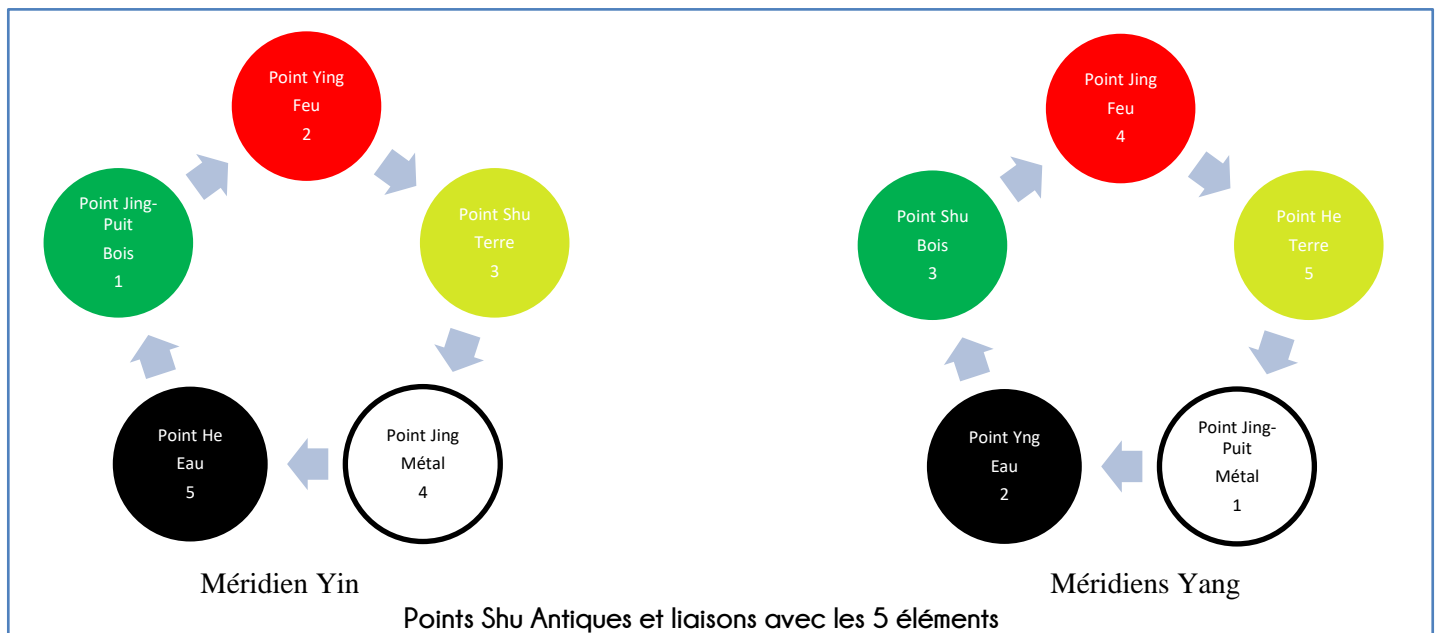 Point Ying
Feu
2
Point Shu
Terre
3
Point Jing
Métal
4
Point He
Eau
5
Point Jing-
Puit
Bois
1
Méridien Yin
Point Jing
Feu
4
Point He
Terre
5
Point Jing-
Puit
Métal
1
Point Yng
Eau
2
Point Shu
Bois
3
Méridiens Yang
Points Shu Antiques et liaisons avec les 5 éléments